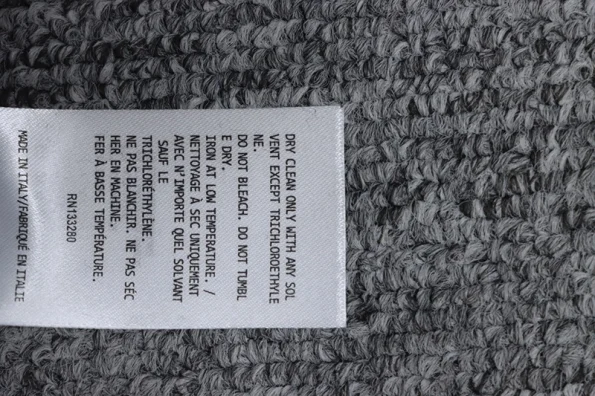 DRY CLEAN ONLY WITH ANY SOL
VENT EXCEPT TRICHLOROETHYLE
NE.
DO NOT BLEACH. DO NOT TUMBL
E DRY.
IRON AT LOW TEMPERATURE. /
NETTOYAGE À SEC UNIQUEMENT
AVEC N'IMPORTE QUEL SOLVANT
SAUF LE
TRICHLORÉTHYLÈNE.
NE PAS BLANCHIR. NE PAS SÉC
HER EN MACHINE.
FER À BASSE TEMPÉRATURE.
RN133280
MADE IN ITALY/FABRIQUÉ EN ITALIE